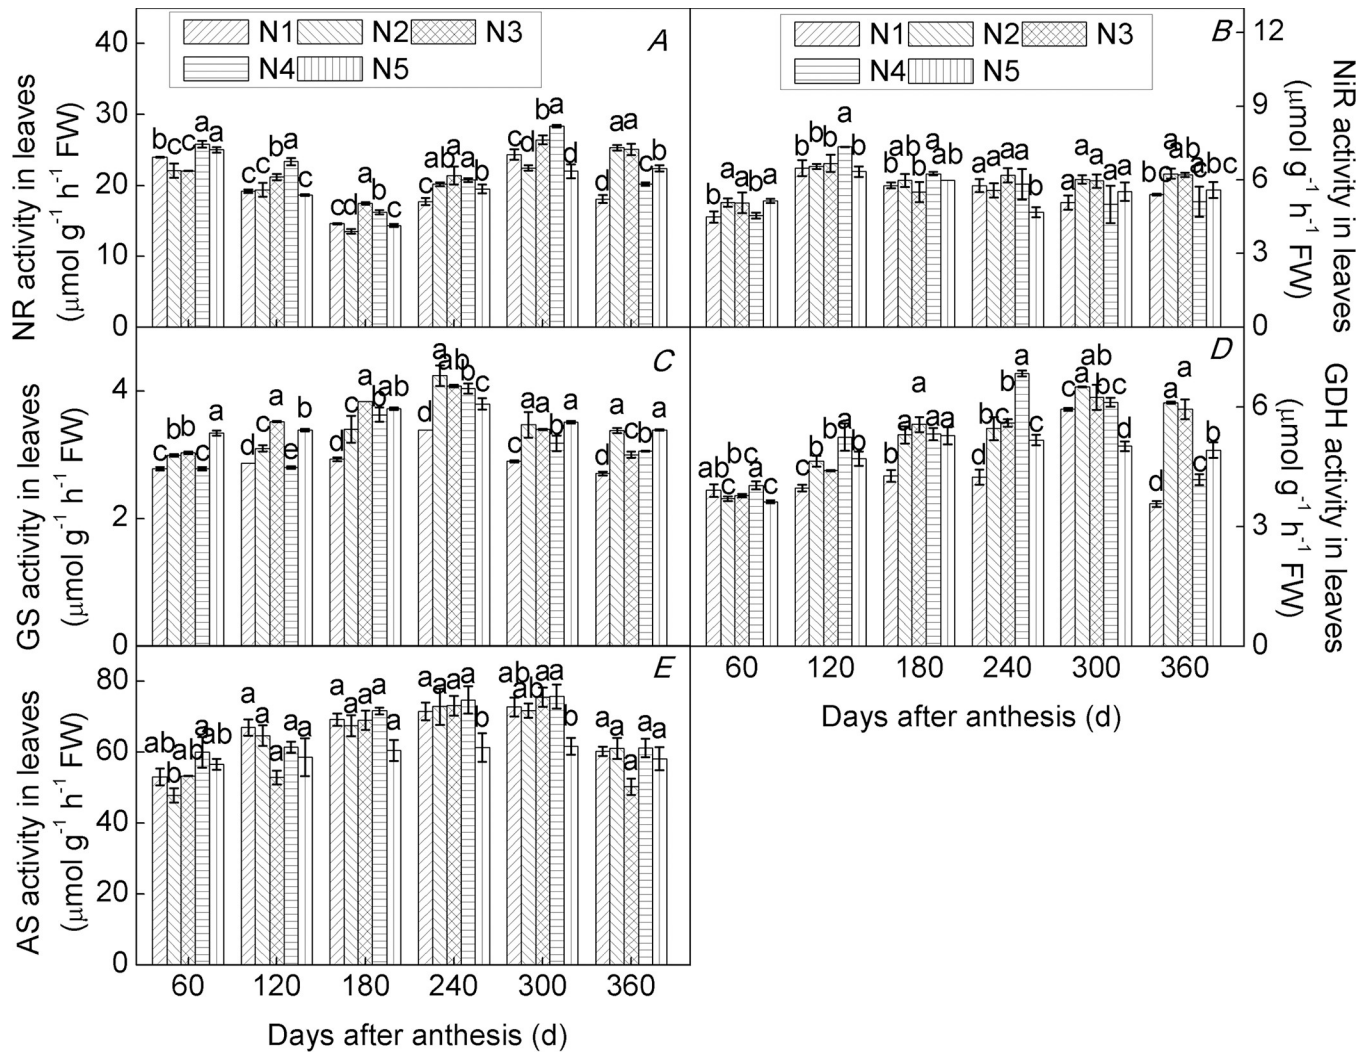 N1 N2 N3
N4 N5
A
40
30
20
10
0
NR activity in leaves
(μmol g⁻¹ h⁻¹ FW)
b c c a a
c c b a c
c d a b c
c ab a ab b
c d b a d
d a a c b
N1 N2 N3
N4 N5
B
12
9
6
3
0
NiR activity in leaves
(μmol g⁻¹ h⁻¹ FW)
b a a b a
b b b a b
ab ab b a ab
a a a a b
a a a a a
bc a ab c abc
C
4
2
0
GS activity in leaves
(μmol g⁻¹ h⁻¹ FW)
c b b c a
d c a e b
d c a b ab
d a ab b c
c a a b a
d a c b a
D
6
3
0
GDH activity in leaves
(μmol g⁻¹ h⁻¹ FW)
ab c bc a c
c b b a b
b a a a a
d bc b a c
c a ab bc d
d a a c b
60 120 180 240 300 360
Days after anthesis (d)
E
80
60
40
20
0
AS activity in leaves
(μmol g⁻¹ h⁻¹ FW)
ab b ab a ab
a a a a a
a a a a a
a a a a b
ab ab a a b
a a a a a
60 120 180 240 300 360
Days after anthesis (d)